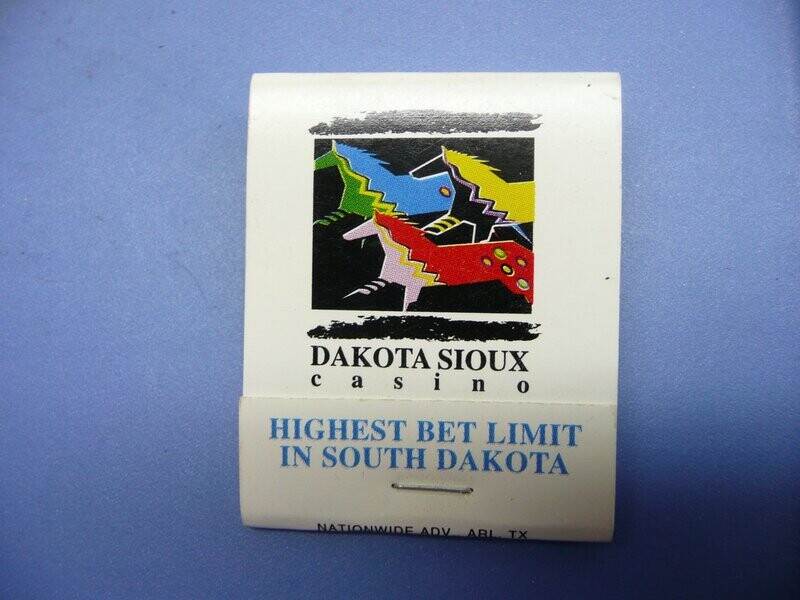 DAKOTA SIOUX
casino
HIGHEST BET LIMIT
IN SOUTH DAKOTA
NATIONWIDE ADV., ARL. TX